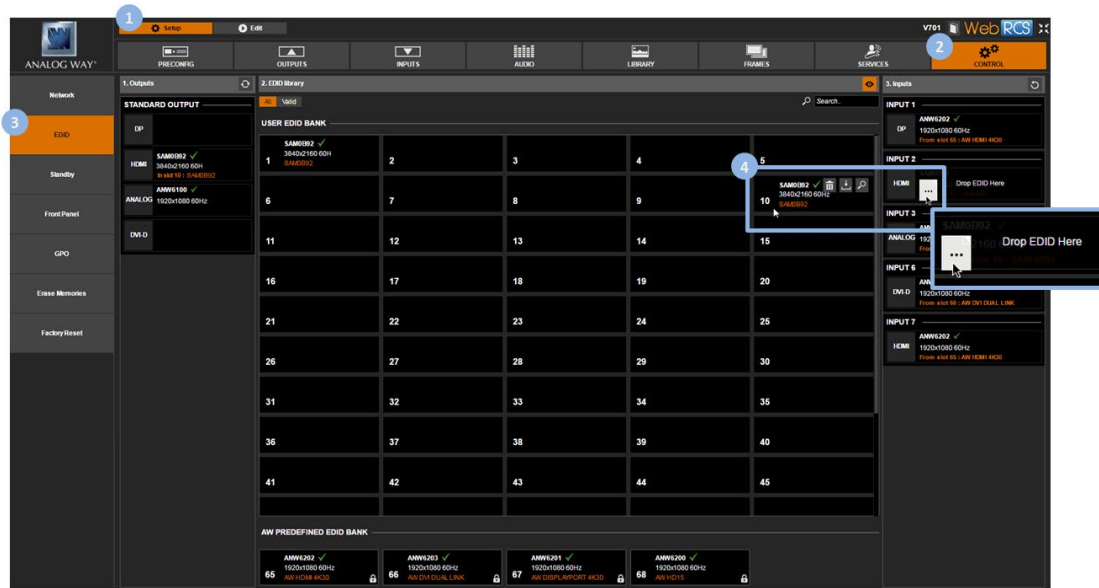 1
Setup
Edit
V701
Web RCS
ANALOG WAY®
PRECONFIG
OUTPUTS
INPUTS
AUDIO
LIBRARY
FRAMES
SERVICES
2
CONTROL
Network
3
EDID
Standby
Front Panel
GPO
Erase Memories
Factory Reset
1. Outputs
STANDARD OUTPUT
DP
HDMI
SAM0B92
3840x2160 60H
In slot 10 : SAM0B92
ANALOG
ANW6100
1920x1080 60Hz
DVI-D
2. EDID library
All
Valid
Search..
USER EDID BANK
1
SAM0B92
3840x2160 60H
SAM0B92
2
3
4
5
6
7
8
9
4
10
SAM0B92
3840x2160 60Hz
SAM0B92
11
12
13
14
15
16
17
18
19
20
21
22
23
24
25
26
27
28
29
30
31
32
33
34
35
36
37
38
39
40
41
42
43
44
45
AW PREDEFINED EDID BANK
65
ANW6202
1920x1080 60Hz
AW HDMI 4K30
66
ANW6203
1920x1080 60Hz
AW DVI DUAL LINK
67
ANW6201
1920x1080 60Hz
AW DISPLAYPORT 4K30
68
ANW6200
1920x1080 60Hz
AW HD15
3. Inputs
INPUT 1
DP
ANW6202
1920x1080 60Hz
From slot 65 : AW HDMI 4K30
INPUT 2
HDMI
...
Drop EDID Here
INPUT 3
ANALOG
SAM0B92
...
Drop EDID Here
INPUT 6
DVI-D
1920x1080 60Hz
From slot 66 : AW DVI DUAL LINK
INPUT 7
HDMI
ANW6202
1920x1080 60Hz
From slot 65 : AW HDMI 4K30